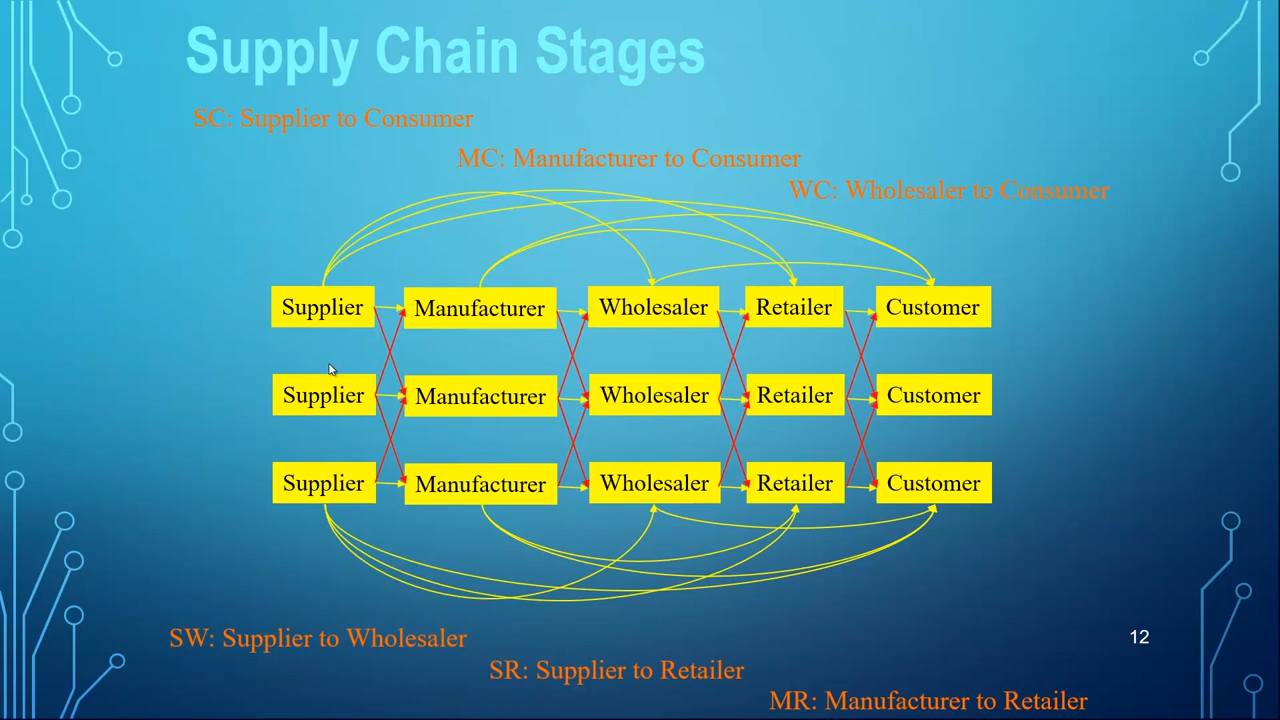 Supply Chain Stages
SC: Supplier to Consumer
MC: Manufacturer to Consumer
WC: Wholesaler to Consumer
Supplier Manufacturer Wholesaler Retailer Customer
Supplier Manufacturer Wholesaler Retailer Customer
Supplier Manufacturer Wholesaler Retailer Customer
SW: Supplier to Wholesaler
12
SR: Supplier to Retailer
MR: Manufacturer to Retailer